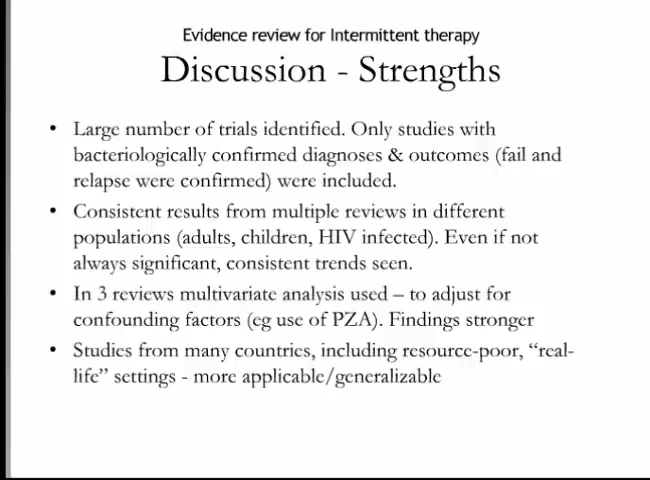 Evidence review for Intermittent therapy
Discussion - Strengths
• Large number of trials identified. Only studies with
bacteriologically confirmed diagnoses & outcomes (fail and
relapse were confirmed) were included.
• Consistent results from multiple reviews in different
populations (adults, children, HIV infected). Even if not
always significant, consistent trends seen.
• In 3 reviews multivariate analysis used – to adjust for
confounding factors (eg use of PZA). Findings stronger
• Studies from many countries, including resource-poor, “real-
life” settings - more applicable/generalizable